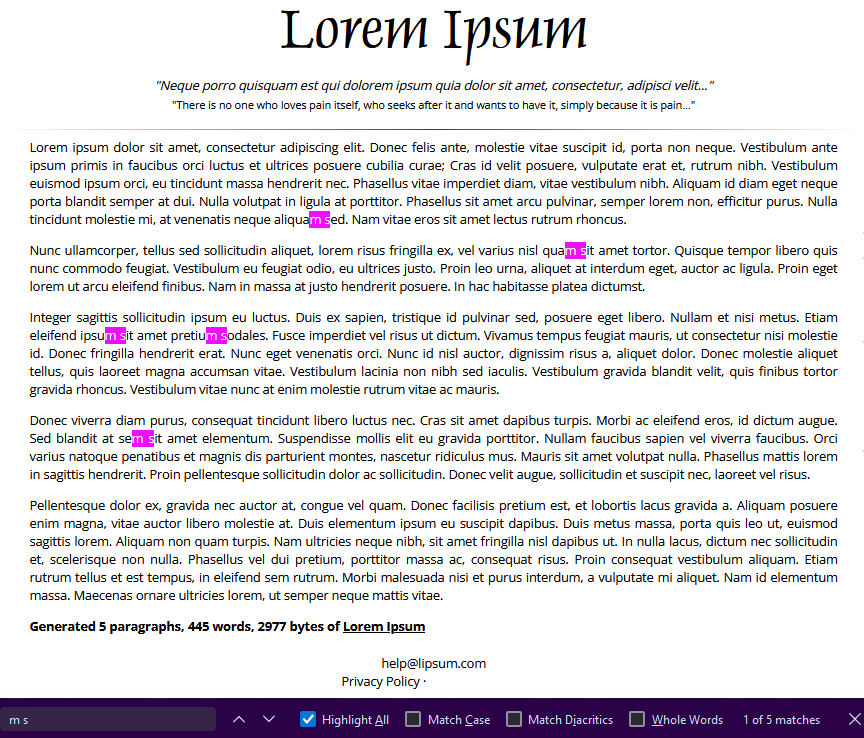 Lorem Ipsum
"Neque porro quisquam est qui dolorem ipsum quia dolor sit amet, consectetur, adipisci velit..."
"There is no one who loves pain itself, who seeks after it and wants to have it, simply because it is pain..."
Lorem ipsum dolor sit amet, consectetur adipiscing elit. Donec felis ante, molestie vitae suscipit id, porta non neque. Vestibulum ante
ipsum primis in faucibus orci luctus et ultrices posuere cubilia curae; Cras id velit posuere, vulputate erat et, rutrum nibh. Vestibulum
euismod ipsum orci, eu tincidunt massa hendrerit nec. Phasellus vitae imperdiet diam, vitae vestibulum nibh. Aliquam id diam eget neque
porta blandit semper at dui. Nulla volutpat in ligula at porttitor. Phasellus sit amet arcu pulvinar, semper lorem non, efficitur purus. Nulla
tincidunt molestie mi, at venenatis neque aliquam sed. Nam vitae eros sit amet lectus rutrum rhoncus.
Nunc ullamcorper, tellus sed sollicitudin aliquet, lorem risus fringilla ex, vel varius nisl quam sit amet tortor. Quisque tempor libero quis
nunc commodo feugiat. Vestibulum eu feugiat odio, eu ultrices justo. Proin leo urna, aliquet at interdum eget, auctor ac ligula. Proin eget
lorem ut arcu eleifend finibus. Nam in massa at justo hendrerit posuere. In hac habitasse platea dictumst.
Integer sagittis sollicitudin ipsum eu luctus. Duis ex sapien, tristique id pulvinar sed, posuere eget libero. Nullam et nisi metus. Etiam
eleifend ipsum sit amet pretium sodales. Fusce imperdiet vel risus ut dictum. Vivamus tempus feugiat mauris, ut consectetur nisi molestie
id. Donec fringilla hendrerit erat. Nunc eget venenatis orci. Nunc id nisl auctor, dignissim risus a, aliquet dolor. Donec molestie aliquet
tellus, quis laoreet magna accumsan vitae. Vestibulum lacinia non nibh sed iaculis. Vestibulum gravida blandit velit, quis finibus tortor
gravida rhoncus. Vestibulum vitae nunc at enim molestie rutrum vitae ac mauris.
Donec viverra diam purus, consequat tincidunt libero luctus nec. Cras sit amet dapibus turpis. Morbi ac eleifend eros, id dictum augue.
Sed blandit at sem sit amet elementum. Suspendisse mollis elit eu gravida porttitor. Nullam faucibus sapien vel viverra faucibus. Orci
varius natoque penatibus et magnis dis parturient montes, nascetur ridiculus mus. Mauris sit amet volutpat nulla. Phasellus mattis lorem
in sagittis hendrerit. Proin pellentesque sollicitudin dolor ac sollicitudin. Donec velit augue, sollicitudin et suscipit nec, laoreet vel risus.
Pellentesque dolor ex, gravida nec auctor at, congue vel quam. Donec facilisis pretium est, et lobortis lacus gravida a. Aliquam posuere
enim magna, vitae auctor libero molestie at. Duis elementum ipsum eu suscipit dapibus. Duis metus massa, porta quis leo ut, euismod
sagittis lorem. Aliquam non quam turpis. Nam ultricies neque nibh, sit amet fringilla nisl dapibus ut. In nulla lacus, dictum nec sollicitudin
et, scelerisque non nulla. Phasellus vel dui pretium, porttitor massa ac, consequat risus. Proin consequat vestibulum aliquam. Etiam
rutrum tellus et est tempus, in eleifend sem rutrum. Morbi malesuada nisi et purus interdum, a vulputate mi aliquet. Nam id elementum
massa. Maecenas ornare ultricies lorem, ut semper neque mattis vitae.
Generated 5 paragraphs, 445 words, 2977 bytes of Lorem Ipsum
help@lipsum.com
Privacy Policy ·
m s Highlight All Match Case Match Diacritics Whole Words 1 of 5 matches